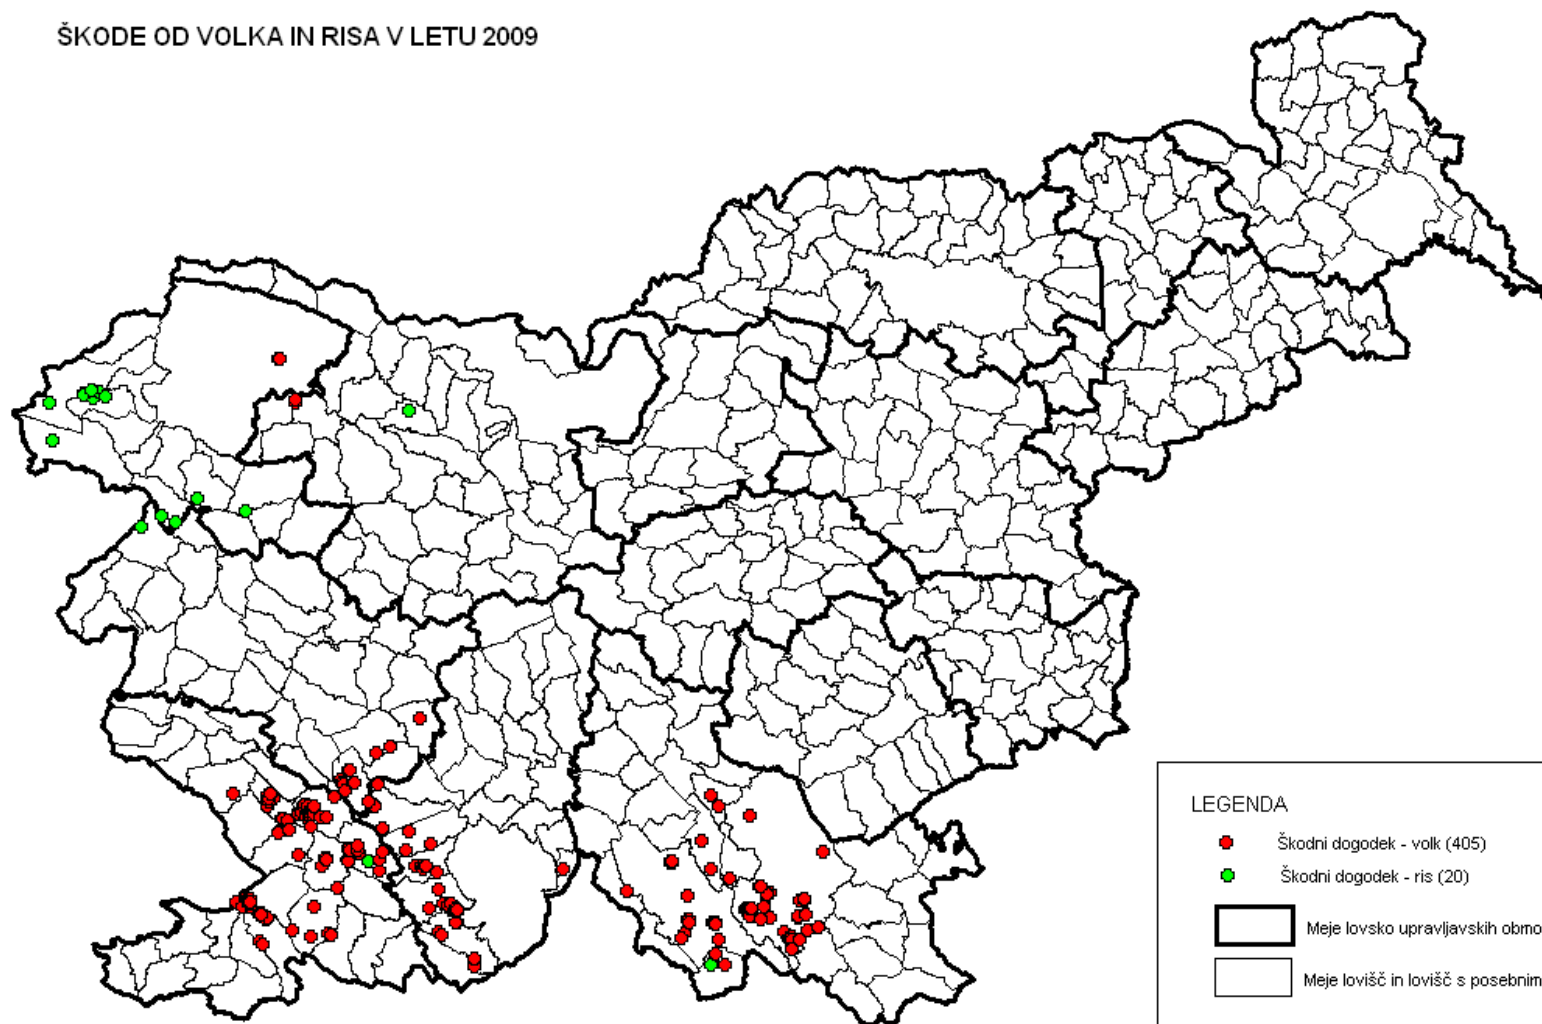 ŠKODE OD VOLKA IN RISA V LETU 2009
LEGENDA
Škodni dogodek - volk (405)
Škodni dogodek - ris (20)
Meje lovsko upravljavskih obmo
Meje lovišč in lovišč s posebnim